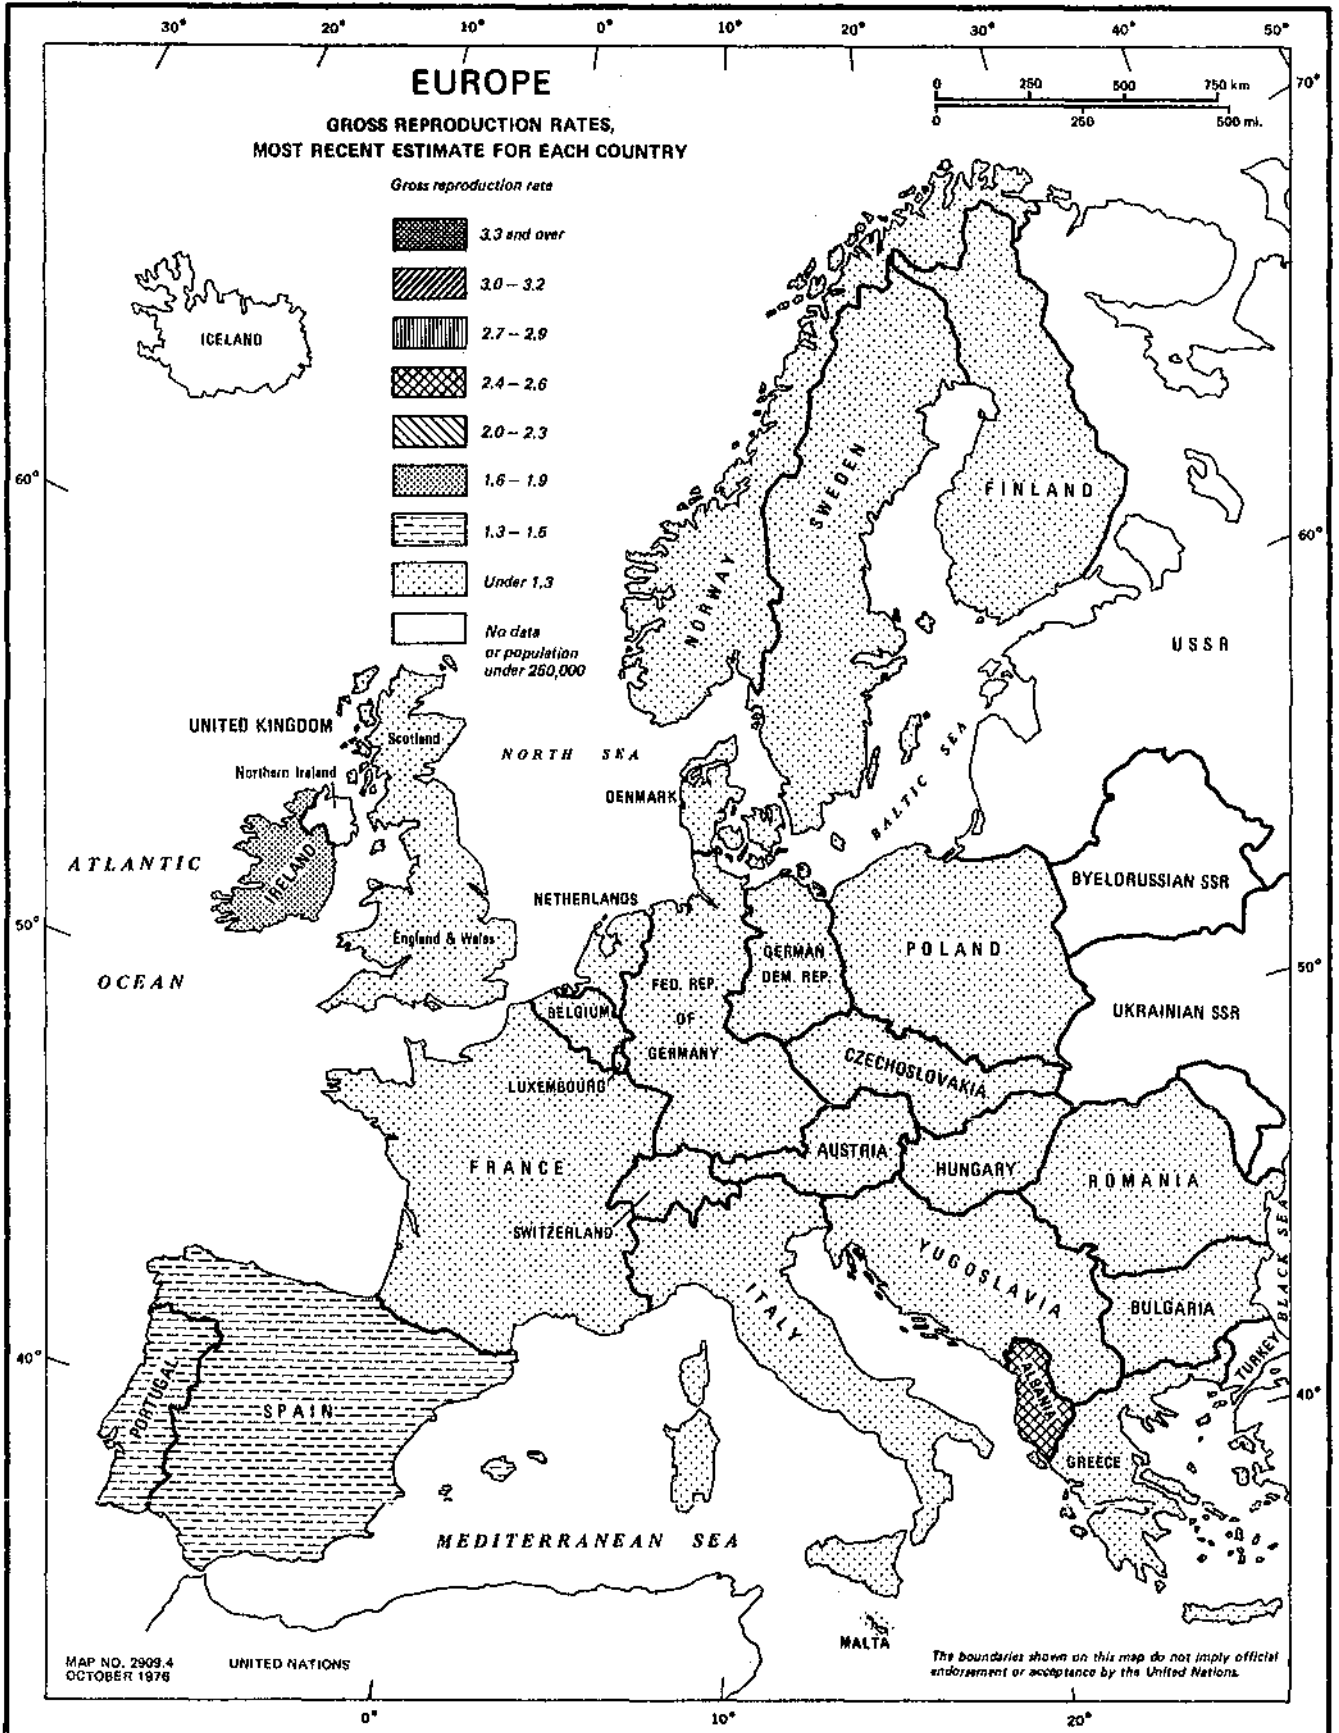 30° 20° 10° 0° 10° 20° 30° 40° 50°
EUROPE
GROSS REPRODUCTION RATES,
MOST RECENT ESTIMATE FOR EACH COUNTRY
0 250 500 750 km
0 250 500 mi.
70°
Gross reproduction rate
3.3 and over
3.0 – 3.2
2.7 – 2.9
2.4 – 2.6
2.0 – 2.3
1.6 – 1.9
1.3 – 1.5
Under 1.3
No data
or population
under 250,000
ICELAND
60°
SWEDEN
FINLAND
60°
NORWAY
USSR
UNITED KINGDOM
Scotland
NORTH SEA
Northern Ireland
DENMARK
BALTIC SEA
ATLANTIC
OCEAN
IRELAND
BYELORUSSIAN SSR
NETHERLANDS
50°
England & Wales
GERMAN
DEM. REP.
POLAND
50°
FED. REP.
OF
GERMANY
BELGIUM
UKRAINIAN SSR
LUXEMBOURG
CZECHOSLOVAKIA
FRANCE
AUSTRIA
HUNGARY
ROMANIA
SWITZERLAND
YUGOSLAVIA
BLACK SEA
ITALY
BULGARIA
40°
PORTUGAL
SPAIN
ALBANIA
TURKEY
40°
GREECE
MEDITERRANEAN SEA
MALTA
MAP NO. 2909.4
OCTOBER 1976
UNITED NATIONS
The boundaries shown on this map do not imply official
endorsement or acceptance by the United Nations.
0° 10° 20°